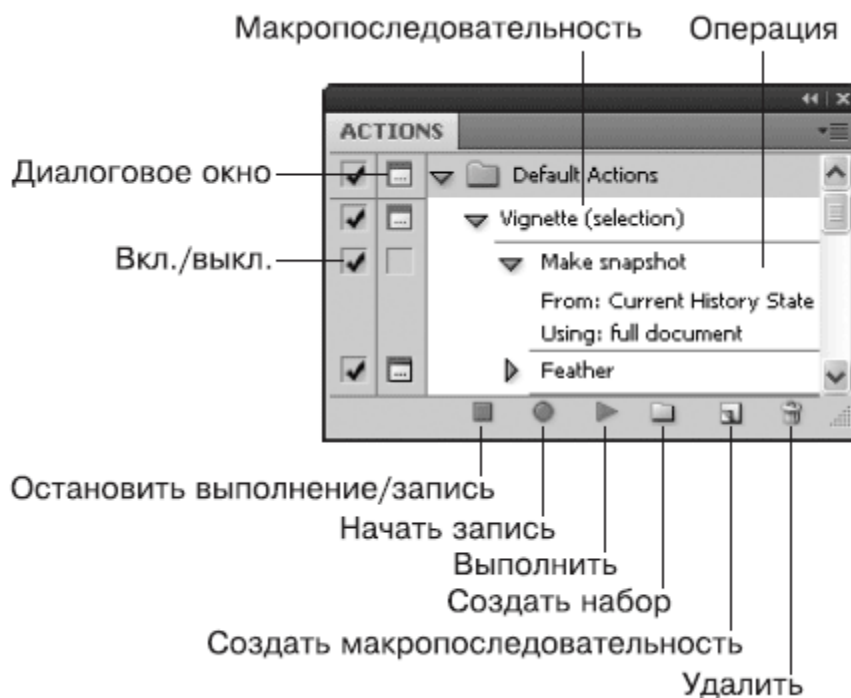 Макропоследовательность Операция
ACTIONS
Диалоговое окно
Default Actions
Vignette (selection)
Вкл./выкл.
Make snapshot
From: Current History State
Using: full document
Feather
Остановить выполнение/запись
Начать запись
Выполнить
Создать набор
Создать макропоследовательность
Удалить